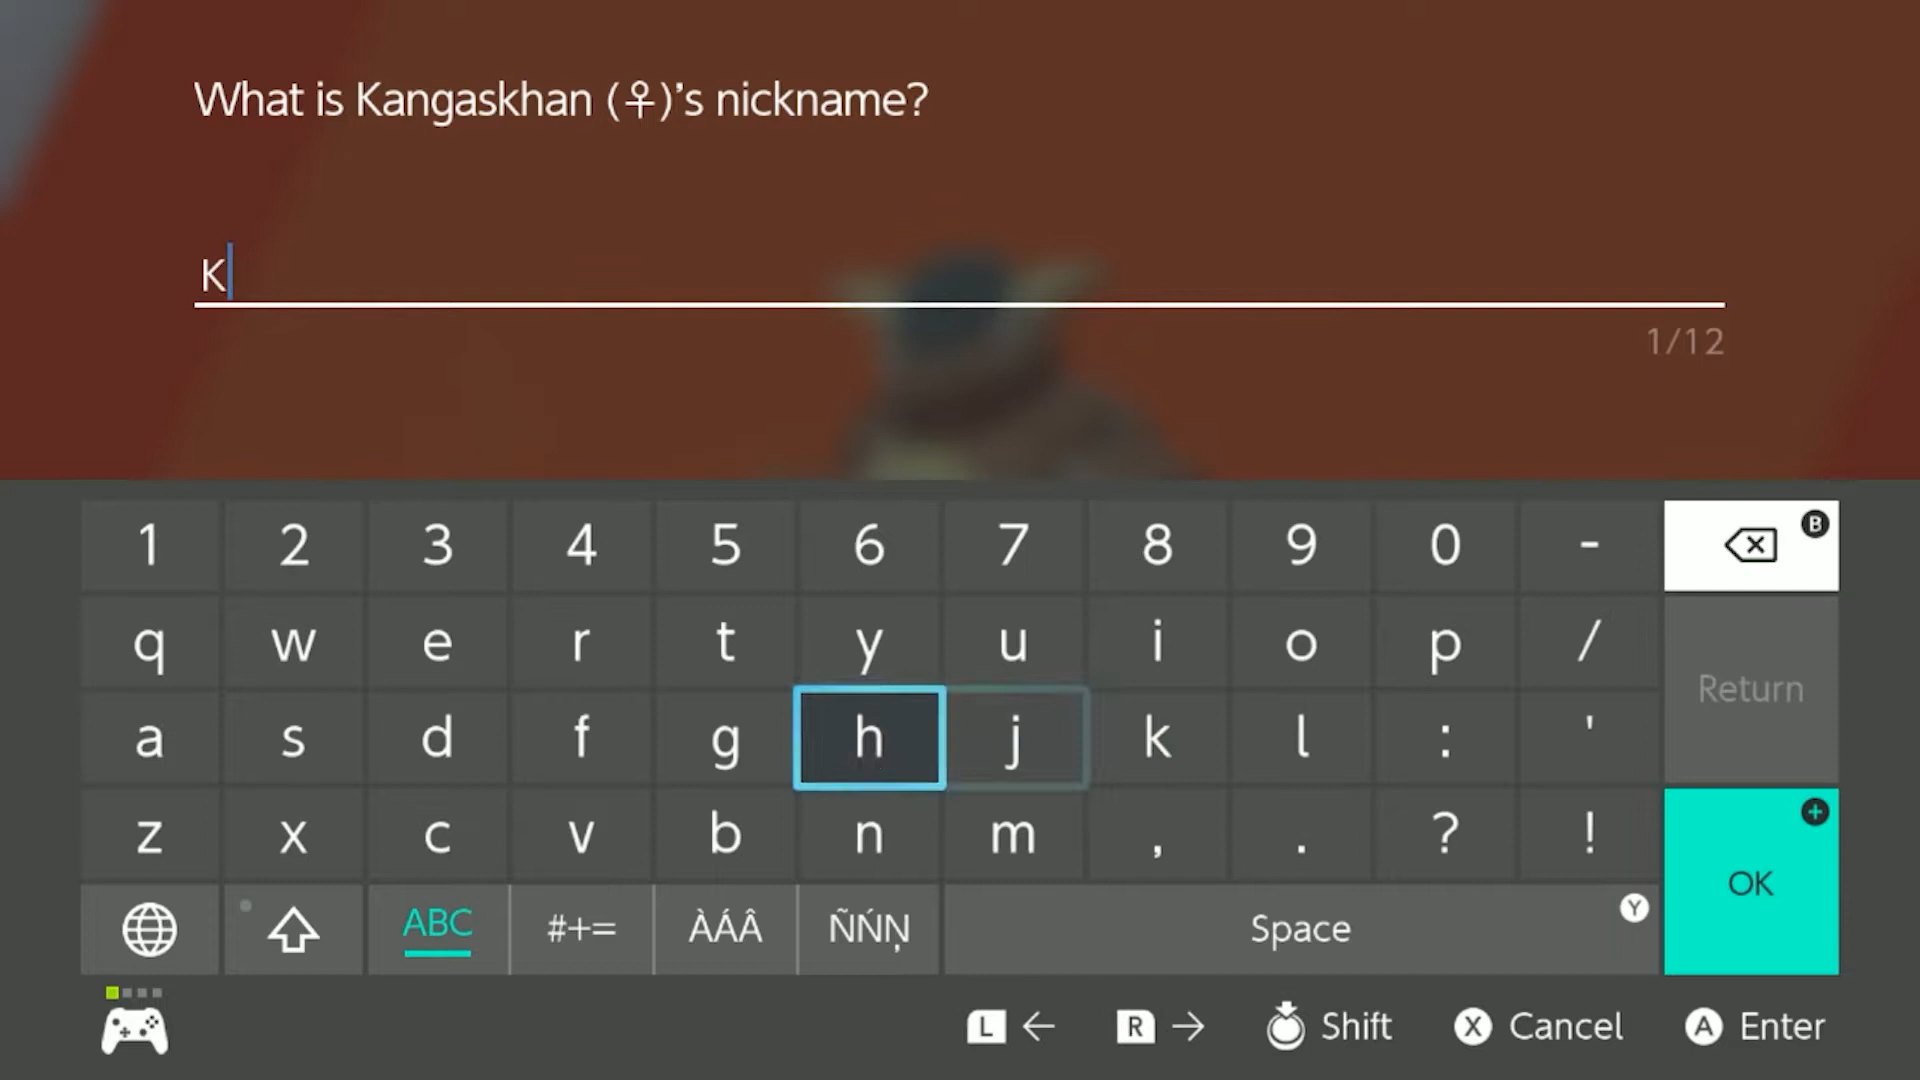 What is Kangaskhan (♀)'s nickname?
K
1/12
1 2 3 4 5 6 7 8 9 0 - B
q w e r t y u i o p /
Return
a s d f g h j k l : '
z x c v b n m , . ? ! +
OK
ABC #+= ÀÁÂ ÑŃŅ Space Y
L ← R → Shift X Cancel A Enter